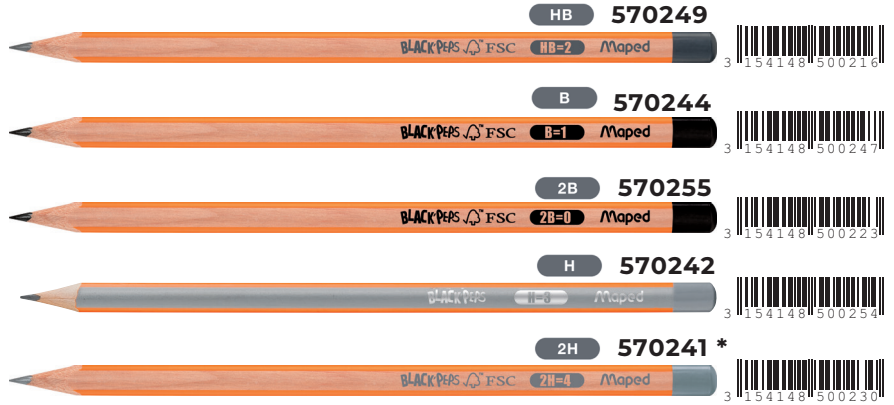 HB 570249
BLACK'PEPS FSC HB=2 Maped
3 154148 500216
B 570244
BLACK'PEPS FSC B=1 Maped
3 154148 500247
2B 570255
BLACK'PEPS FSC 2B=0 Maped
3 154148 500223
H 570242
BLACK'PEPS H=3 Maped
3 154148 500254
2H 570241 *
BLACK'PEPS FSC 2H=4 Maped
3 154148 500230